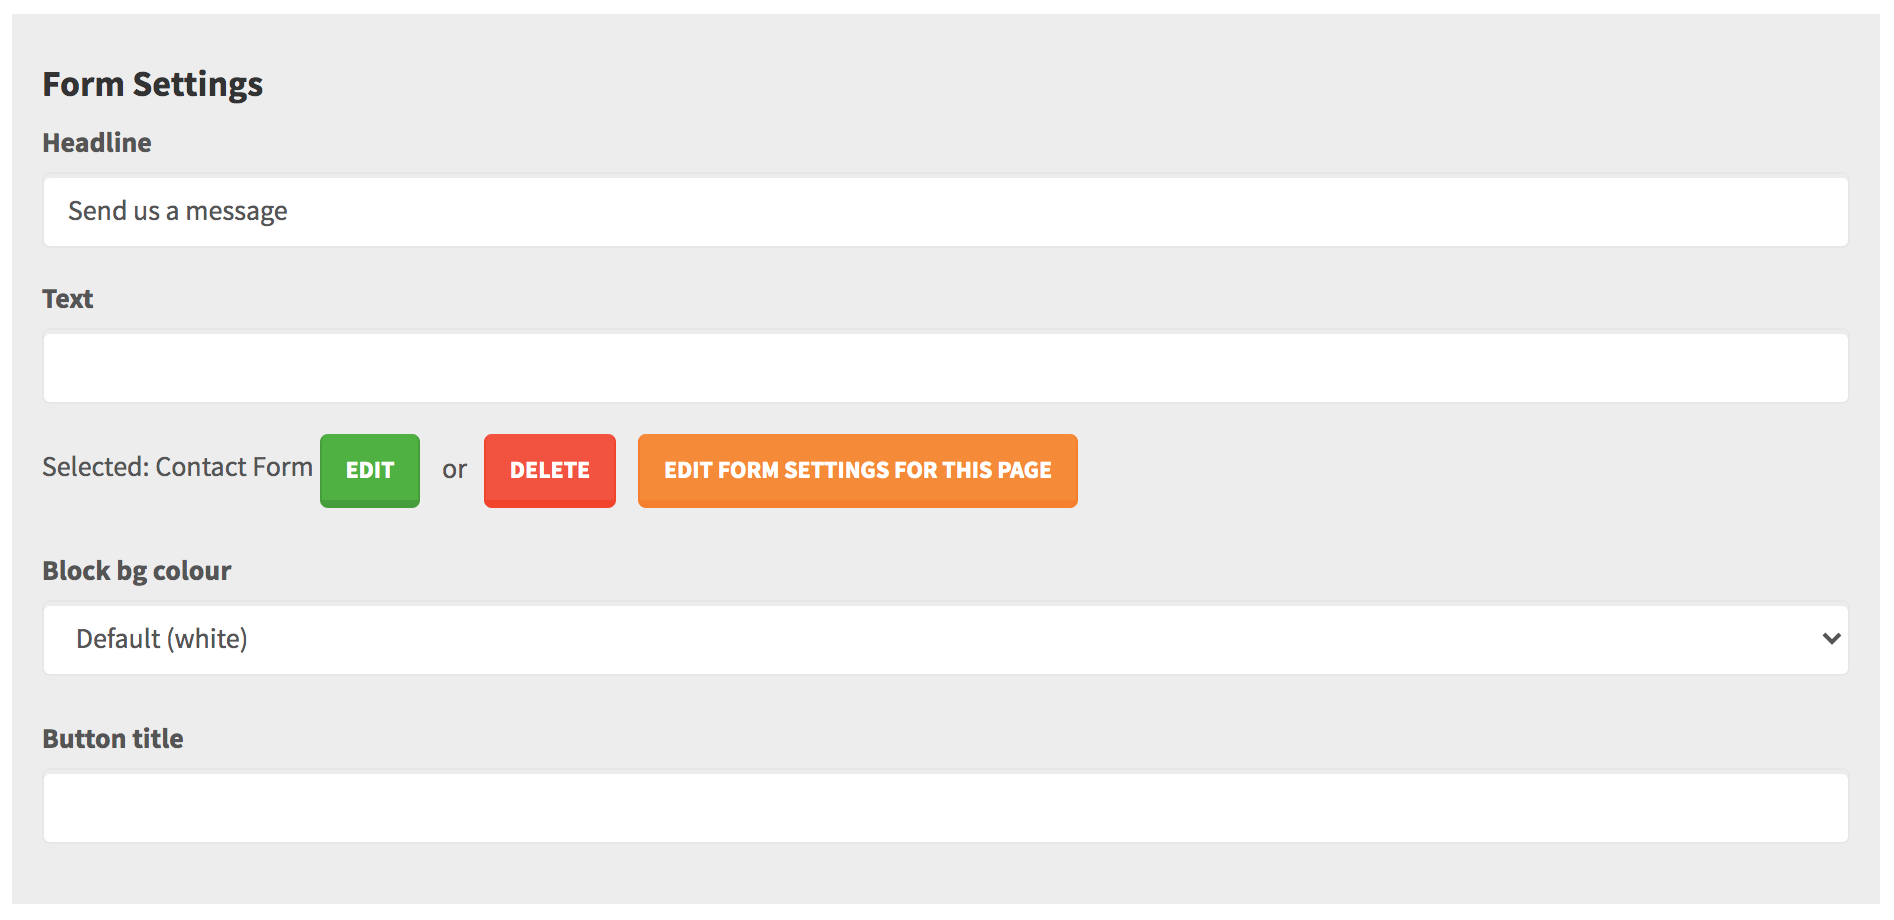 Form Settings
Headline
Send us a message
Text
Selected: Contact Form EDIT or DELETE EDIT FORM SETTINGS FOR THIS PAGE
Block bg colour
Default (white)
Button title